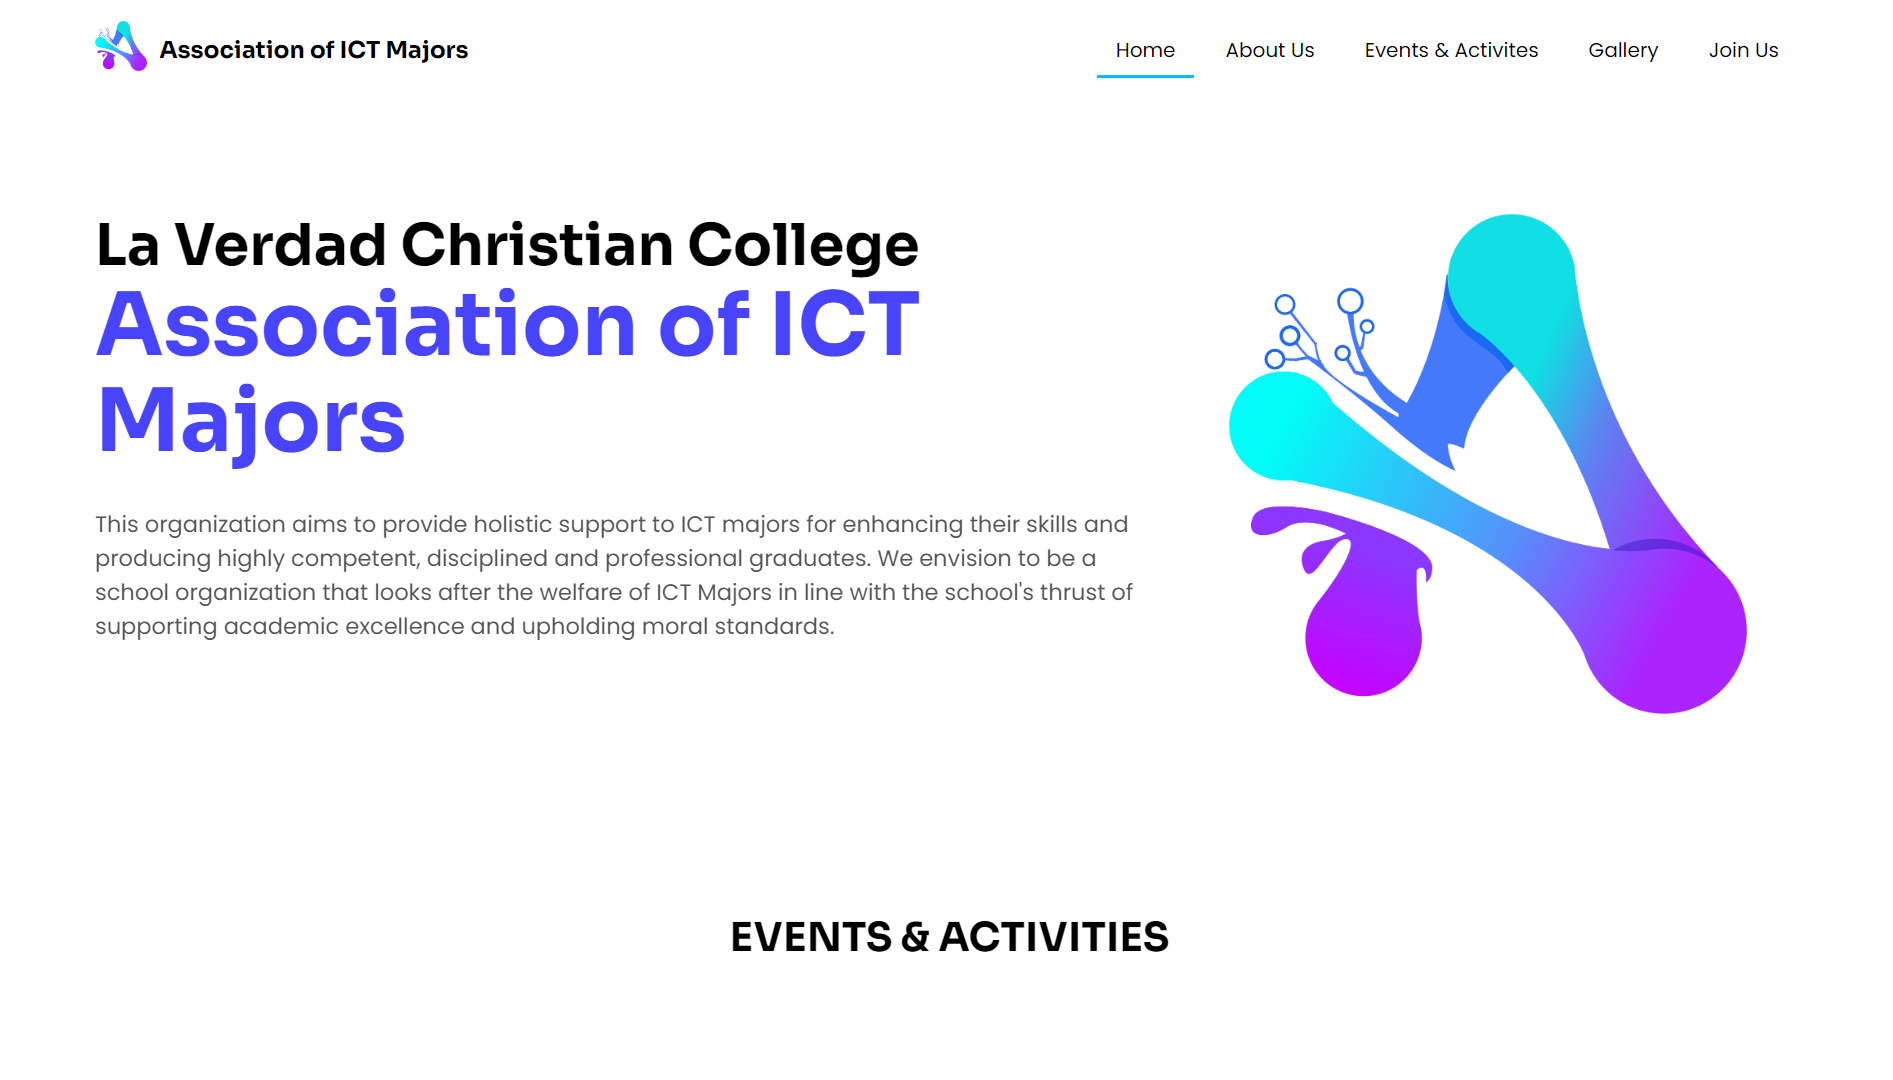 Association of ICT Majors
Home
About Us
Events & Activites
Gallery
Join Us
La Verdad Christian College
Association of ICT
Majors
This organization aims to provide holistic support to ICT majors for enhancing their skills and
producing highly competent, disciplined and professional graduates. We envision to be a
school organization that looks after the welfare of ICT Majors in line with the school's thrust of
supporting academic excellence and upholding moral standards.
EVENTS & ACTIVITIES